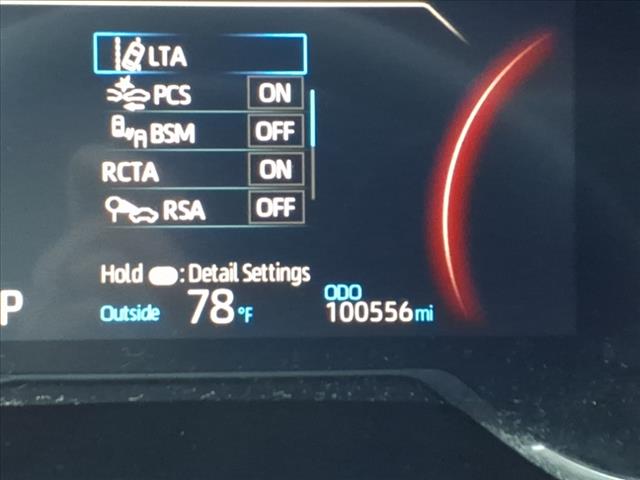 LTA
PCS ON
BSM OFF
RCTA ON
RSA OFF
Hold : Detail Settings
P
Outside 78 °F
ODO
100556 mi